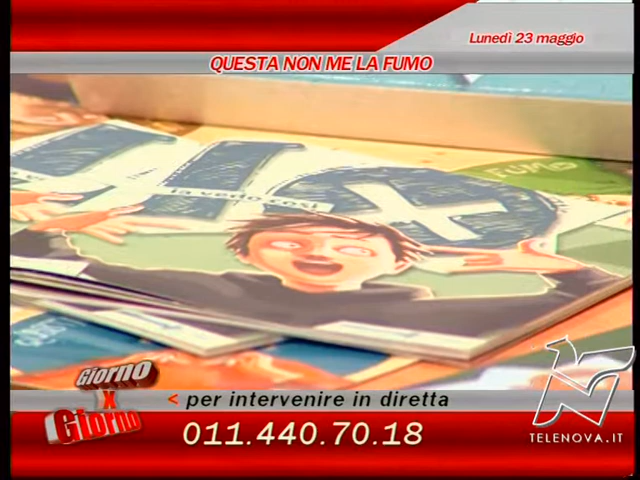 Lunedì 23 maggio
QUESTA NON ME LA FUMO
FUMO
la vedo così
Giorno
x
Giorno
< per intervenire in diretta
011.440.70.18
TELENOVA.IT